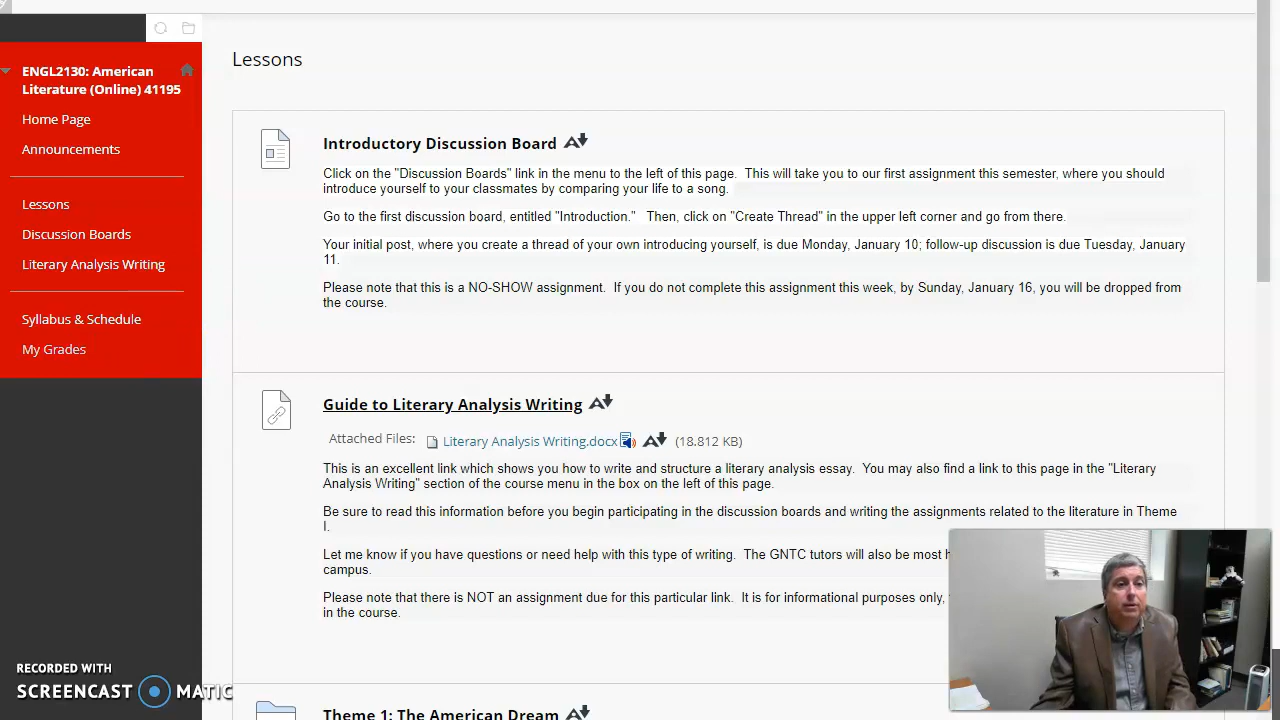 ENGL2130: American
Literature (Online) 41195
Home Page
Announcements
Lessons
Discussion Boards
Literary Analysis Writing
Syllabus & Schedule
My Grades
RECORDED WITH
SCREENCAST MATIC
Lessons
Introductory Discussion Board
Click on the "Discussion Boards" link in the menu to the left of this page.  This will take you to our first assignment this semester, where you should
introduce yourself to your classmates by comparing your life to a song.
Go to the first discussion board, entitled "Introduction."   Then, click on "Create Thread" in the upper left corner and go from there.
Your initial post, where you create a thread of your own introducing yourself, is due Monday, January 10; follow-up discussion is due Tuesday, January
11.
Please note that this is a NO-SHOW assignment.  If you do not complete this assignment this week, by Sunday, January 16, you will be dropped from
the course.
Guide to Literary Analysis Writing
Attached Files: Literary Analysis Writing.docx (18.812 KB)
This is an excellent link which shows you how to write and structure a literary analysis essay.  You may also find a link to this page in the "Literary
Analysis Writing" section of the course menu in the box on the left of this page.
Be sure to read this information before you begin participating in the discussion boards and writing the assignments related to the literature in Theme
I.
Let me know if you have questions or need help with this type of writing.  The GNTC tutors will also be most
campus.
Please note that there is NOT an assignment due for this particular link.  It is for informational purposes only,
in the course.
Theme 1: The American Dream